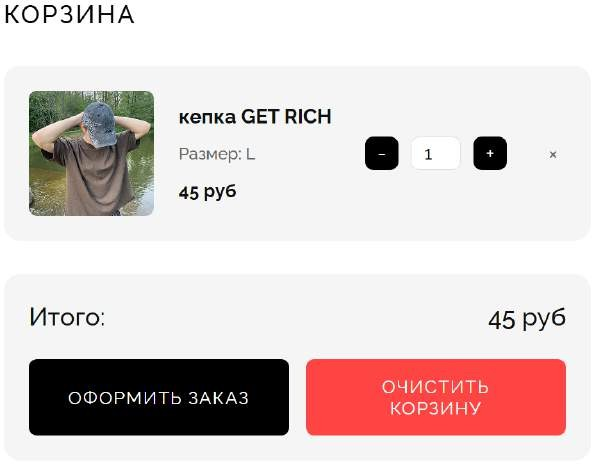 КОРЗИНА
кепка GET RICH
Размер: L
45 руб
- 1 + ×
Итого: 45 руб
ОФОРМИТЬ ЗАКАЗ
ОЧИСТИТЬ
КОРЗИНУ